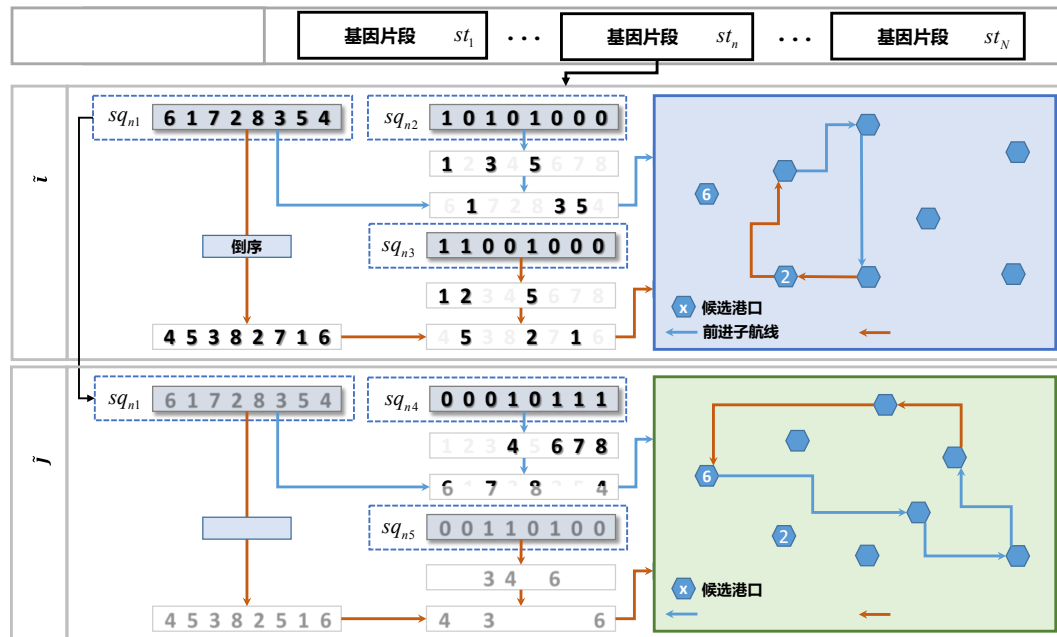 基因片段 st₁ ··· 基因片段 stₙ ··· 基因片段 st_N
ĩ
sq_n1 6 1 7 2 8 3 5 4
sq_n2 1 0 1 0 1 0 0 0
1 2 3 4 5 6 7 8
6 1 7 2 8 3 5 4
sq_n3 1 1 0 0 1 0 0 0
倒序
1 2 3 4 5 6 7 8
4 5 3 8 2 7 1 6
4 5 3 8 2 7 1 6
6
2
x 候选港口
前进子航线
j̃
sq_n1 6 1 7 2 8 3 5 4
sq_n4 0 0 0 1 0 1 1 1
1 2 3 4 5 6 7 8
6 1 7 2 8 3 5 4
sq_n5 0 0 1 1 0 1 0 0
3 4 6
4 5 3 8 2 5 1 6
4 3 6
6
2
x 候选港口